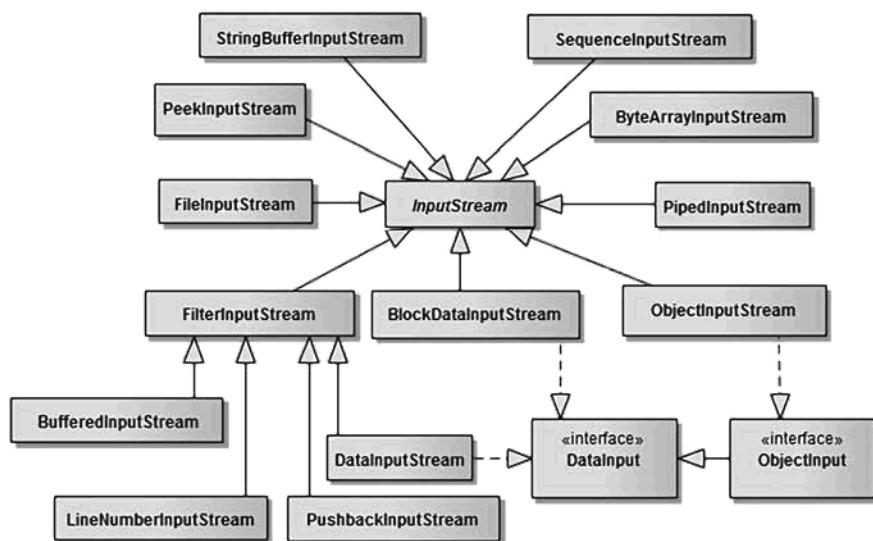 StringBufferInputStream
SequenceInputStream
PeekInputStream
ByteArrayInputStream
FileInputStream
InputStream
PipedInputStream
FilterInputStream
BlockDataInputStream
ObjectInputStream
BufferedInputStream
DataInputStream
«interface»
DataInput
«interface»
ObjectInput
LineNumberInputStream
PushbackInputStream